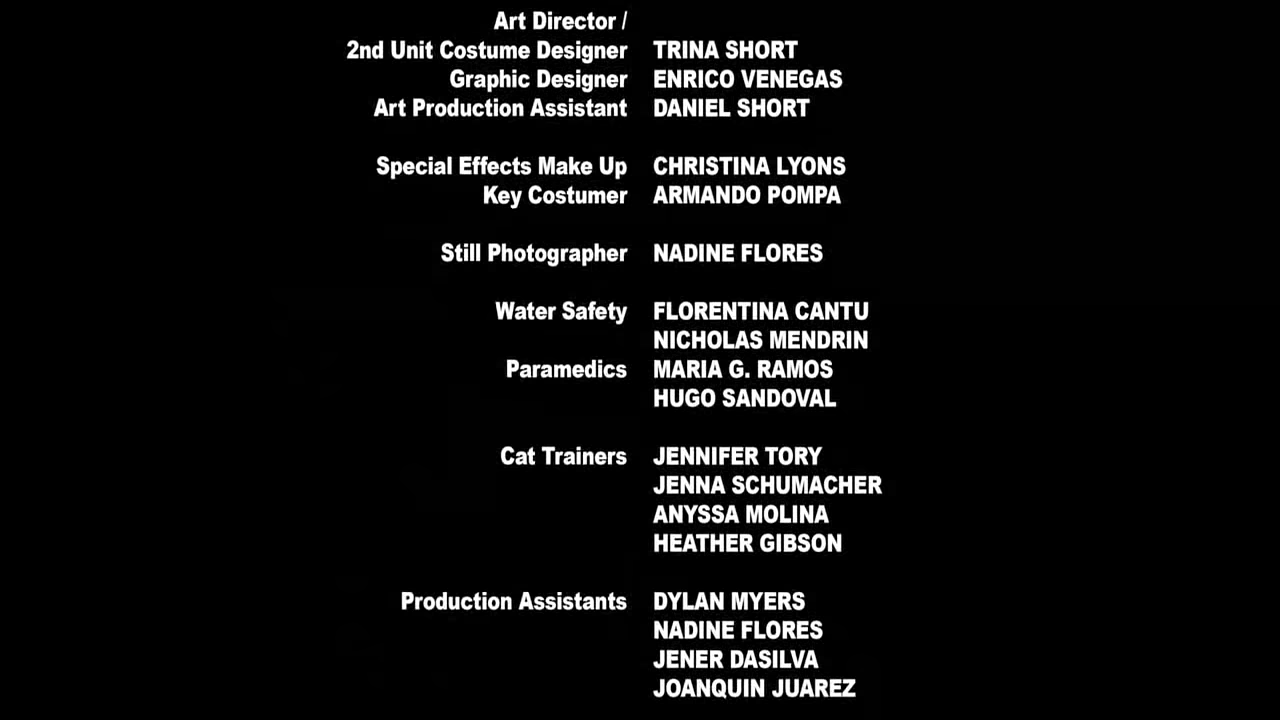 Art Director /
2nd Unit Costume Designer TRINA SHORT
Graphic Designer ENRICO VENEGAS
Art Production Assistant DANIEL SHORT
Special Effects Make Up CHRISTINA LYONS
Key Costumer ARMANDO POMPA
Still Photographer NADINE FLORES
Water Safety FLORENTINA CANTU
NICHOLAS MENDRIN
Paramedics MARIA G. RAMOS
HUGO SANDOVAL
Cat Trainers JENNIFER TORY
JENNA SCHUMACHER
ANYSSA MOLINA
HEATHER GIBSON
Production Assistants DYLAN MYERS
NADINE FLORES
JENER DASILVA
JOANQUIN JUAREZ